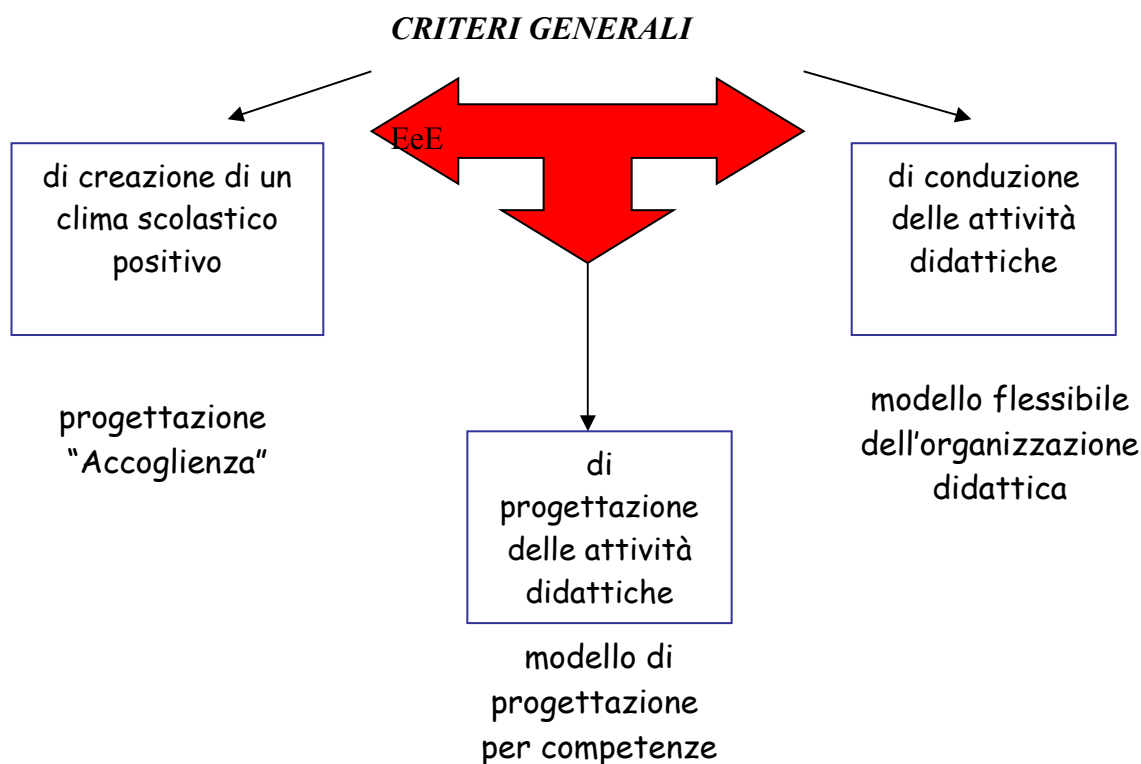 CRITERI GENERALI
EeE
di creazione di un
clima scolastico
positivo
progettazione
“Accoglienza”
di
progettazione
delle attività
didattiche
modello di
progettazione
per competenze
di conduzione
delle attività
didattiche
modello flessibile
dell’organizzazione
didattica